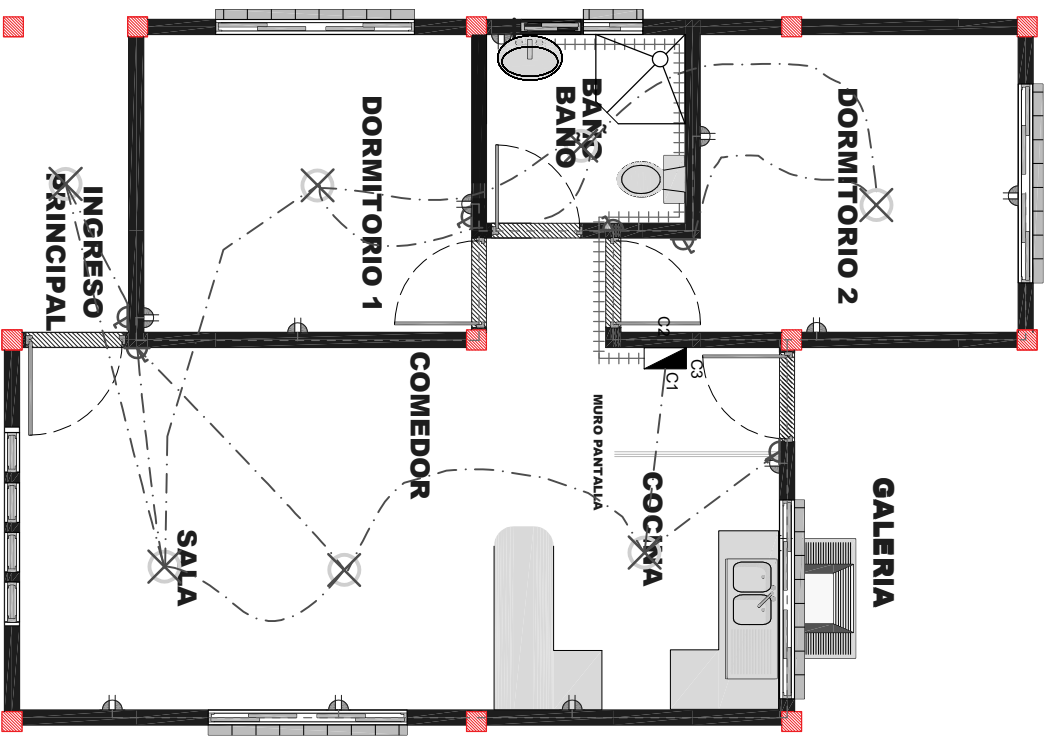 INGRESO
PRINCIPAL
DORMITORIO 1
BAÑO
BAÑO
DORMITORIO 2
COMEDOR
C2
C1
C3
MURO PANTALLA
COCINA
SALA
GALERIA